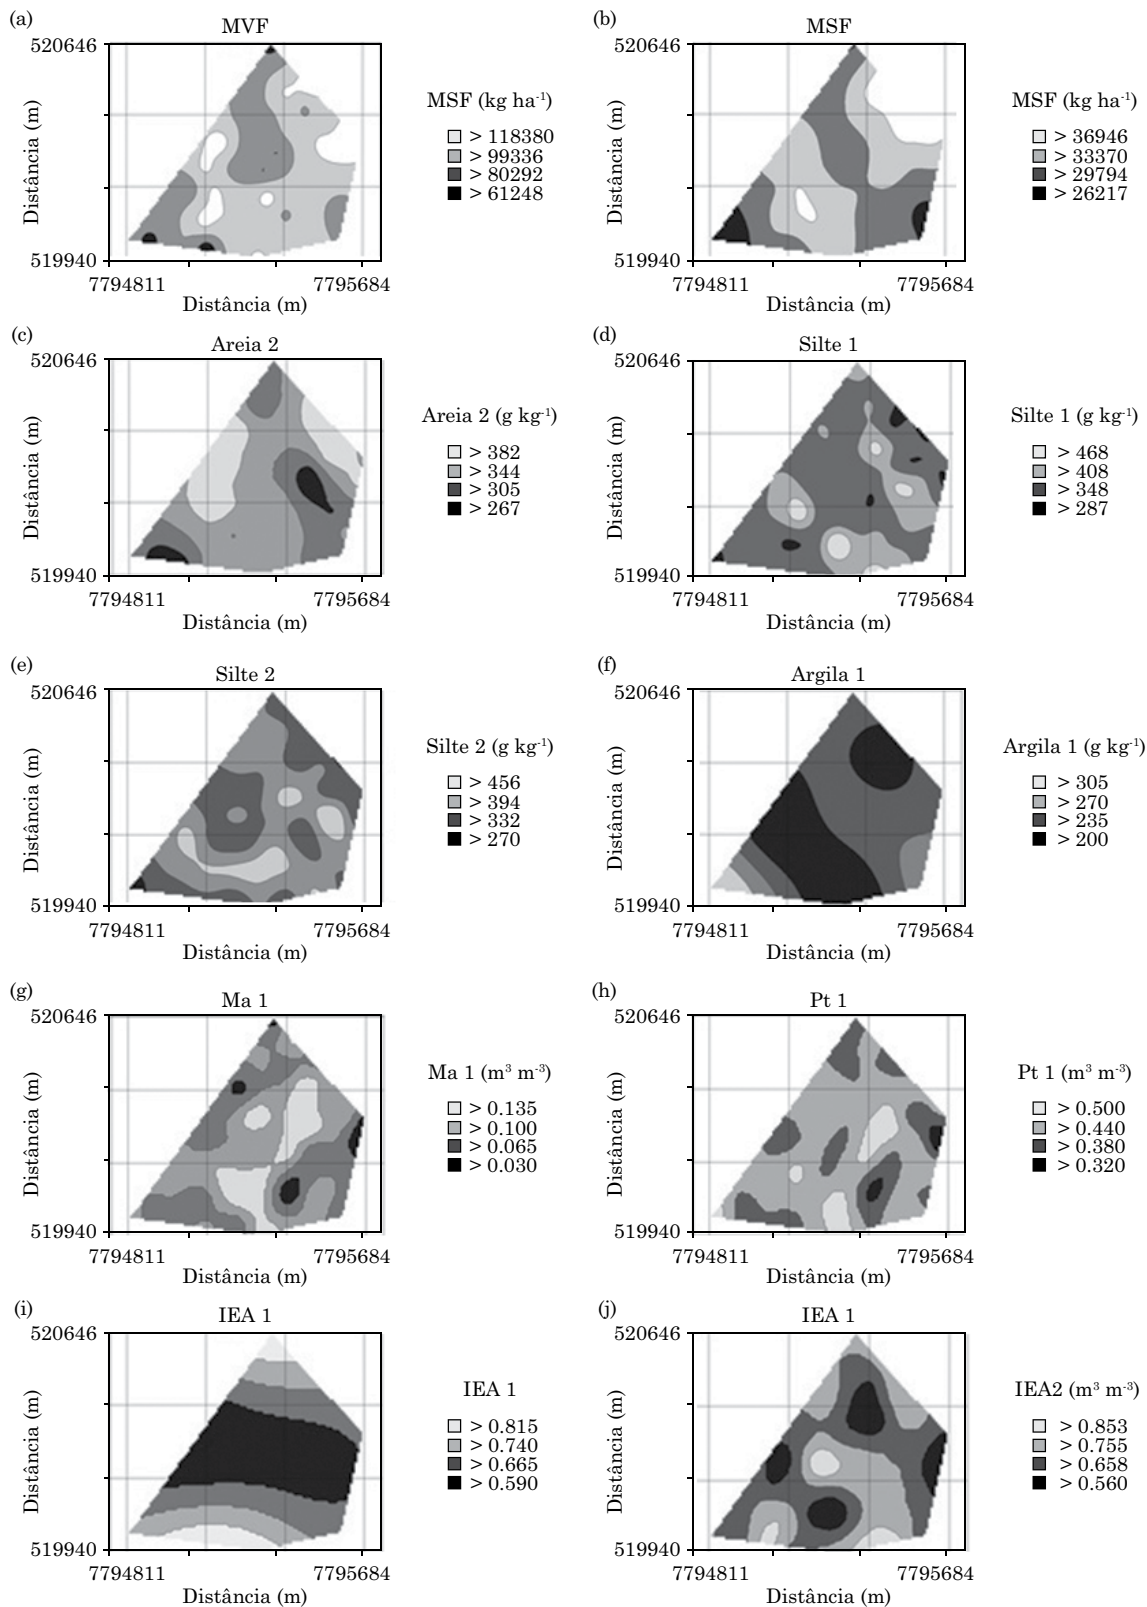 (a)
MVF
520646
Distância (m)
519940
7794811
7795684
Distância (m)
MSF (kg ha⁻¹)
> 118380
> 99336
> 80292
> 61248
(b)
MSF
520646
Distância (m)
519940
7794811
7795684
Distância (m)
MSF (kg ha⁻¹)
> 36946
> 33370
> 29794
> 26217
(c)
Areia 2
520646
Distância (m)
519940
7794811
7795684
Distância (m)
Areia 2 (g kg⁻¹)
> 382
> 344
> 305
> 267
(d)
Silte 1
520646
Distância (m)
519940
7794811
7795684
Distância (m)
Silte 1 (g kg⁻¹)
> 468
> 408
> 348
> 287
(e)
Silte 2
520646
Distância (m)
519940
7794811
7795684
Distância (m)
Silte 2 (g kg⁻¹)
> 456
> 394
> 332
> 270
(f)
Argila 1
520646
Distância (m)
519940
7794811
7795684
Distância (m)
Argila 1 (g kg⁻¹)
> 305
> 270
> 235
> 200
(g)
Ma 1
520646
Distância (m)
519940
7794811
7795684
Distância (m)
Ma 1 (m³ m⁻³)
> 0.135
> 0.100
> 0.065
> 0.030
(h)
Pt 1
520646
Distância (m)
519940
7794811
7795684
Distância (m)
Pt 1 (m³ m⁻³)
> 0.500
> 0.440
> 0.380
> 0.320
(i)
IEA 1
520646
Distância (m)
519940
7794811
7795684
Distância (m)
IEA 1
> 0.815
> 0.740
> 0.665
> 0.590
(j)
IEA 1
520646
Distância (m)
519940
7794811
7795684
Distância (m)
IEA2 (m³ m⁻³)
> 0.853
> 0.755
> 0.658
> 0.560